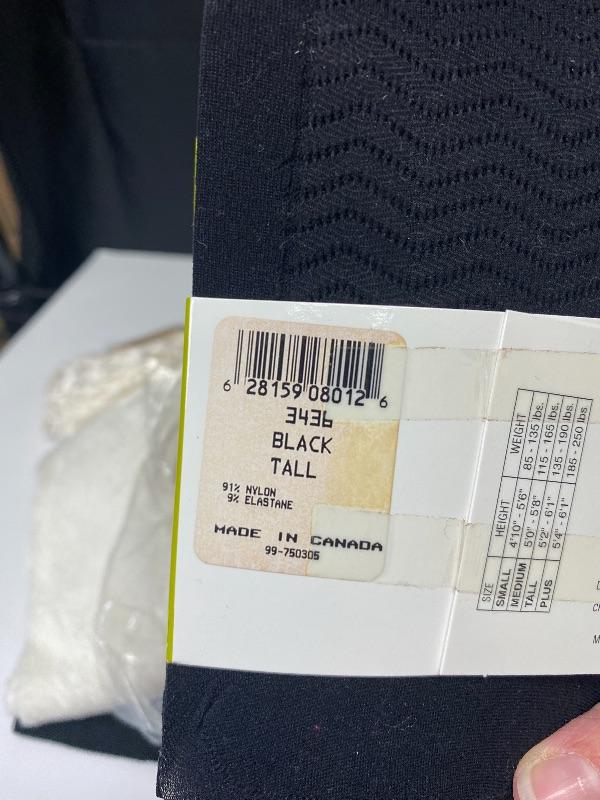 6 28159 08012 6
3436
BLACK
TALL
91% NYLON
9% ELASTANE
MADE IN CANADA
99-750305
SIZE HEIGHT WEIGHT
SMALL 4'10" - 5'6" 85 - 135 lbs.
MEDIUM 5'0" - 5'8" 115 - 165 lbs.
TALL 5'2" - 6'1" 135 - 190 lbs.
PLUS 5'4" - 6'1" 185 - 250 lbs.